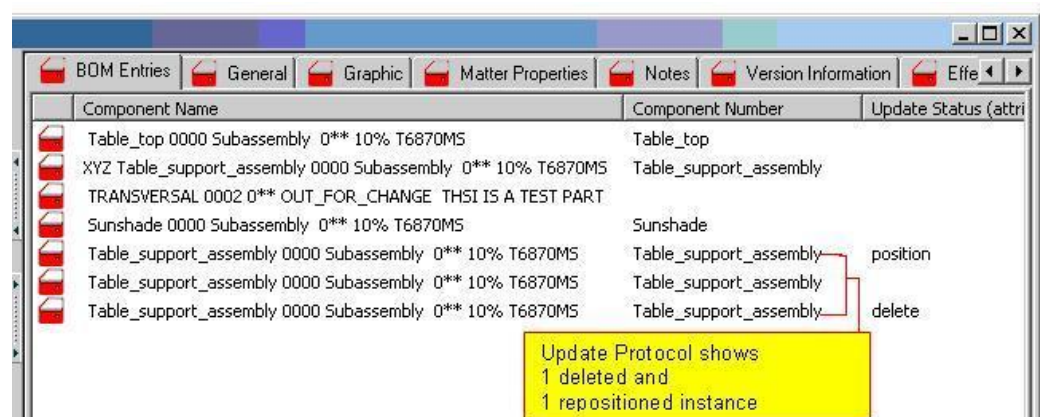 BOM Entries General Graphic Matter Properties Notes Version Information Effe
Component Name Component Number Update Status (attri
Table_top 0000 Subassembly 0** 10% T6870MS Table_top
XYZ Table_support_assembly 0000 Subassembly 0** 10% T6870MS Table_support_assembly
TRANSVERSAL 0002 0** OUT_FOR_CHANGE THSI IS A TEST PART
Sunshade 0000 Subassembly 0** 10% T6870MS Sunshade
Table_support_assembly 0000 Subassembly 0** 10% T6870MS Table_support_assembly position
Table_support_assembly 0000 Subassembly 0** 10% T6870MS Table_support_assembly
Table_support_assembly 0000 Subassembly 0** 10% T6870MS Table_support_assembly delete
Update Protocol shows
1 deleted and
1 repositioned instance